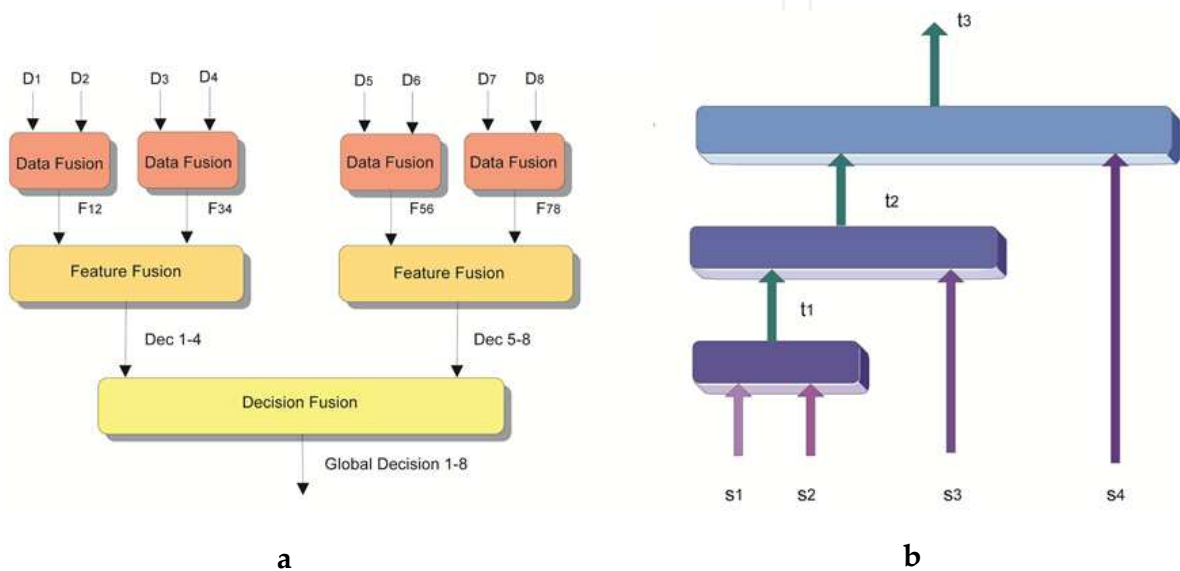 D1 D2 D3 D4 D5 D6 D7 D8
Data Fusion Data Fusion Data Fusion Data Fusion
F12 F34 F56 F78
Feature Fusion Feature Fusion
Dec 1-4 Dec 5-8
Decision Fusion
Global Decision 1-8
a
t3
t2
t1
s1 s2 s3 s4
b